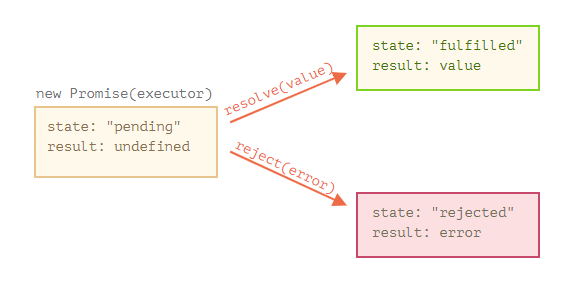 new Promise(executor)
state: "pending"
result: undefined
resolve(value)
reject(error)
state: "fulfilled"
result: value
state: "rejected"
result: error